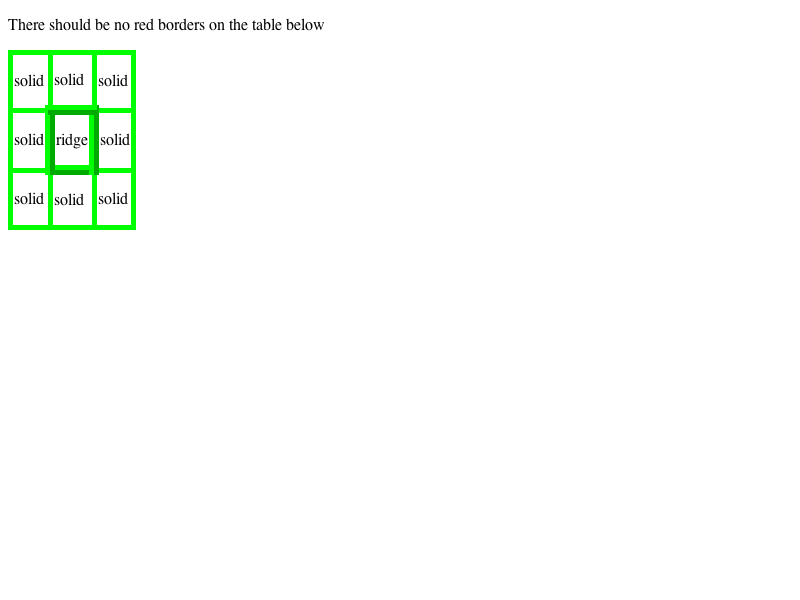 There should be no red borders on the table below
solid solid solid
solid ridge solid
solid solid solid